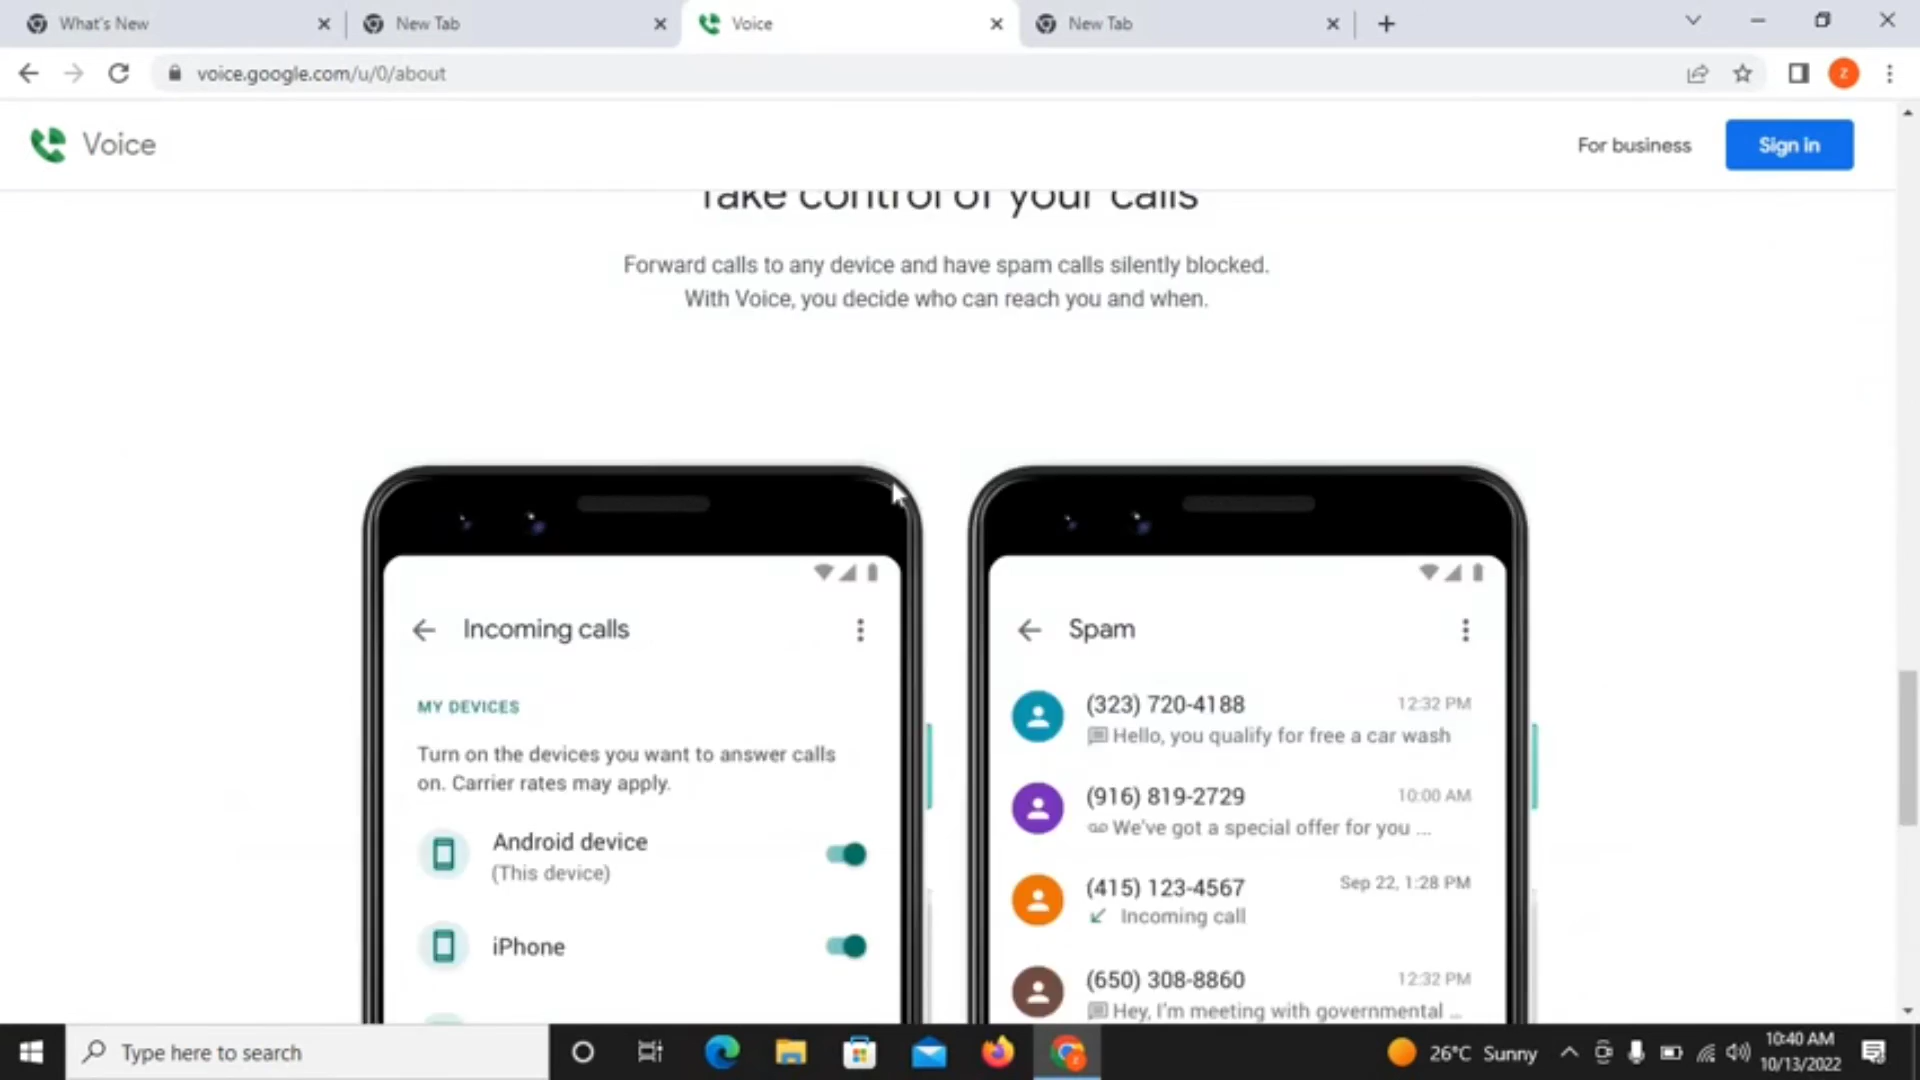 What's New
New Tab
Voice
New Tab
voice.google.com/u/0/about
z
Voice
For business
Sign in
Take control of your calls
Forward calls to any device and have spam calls silently blocked.
With Voice, you decide who can reach you and when.
Incoming calls
MY DEVICES
Turn on the devices you want to answer calls
on. Carrier rates may apply.
Android device
(This device)
iPhone
Spam
(323) 720-4188 12:32 PM
Hello, you qualify for free a car wash
(916) 819-2729 10:00 AM
We've got a special offer for you ...
(415) 123-4567 Sep 22, 1:28 PM
Incoming call
(650) 308-8860 12:32 PM
Hey, I'm meeting with governmental ...
Type here to search
26°C Sunny
10:40 AM
10/13/2022